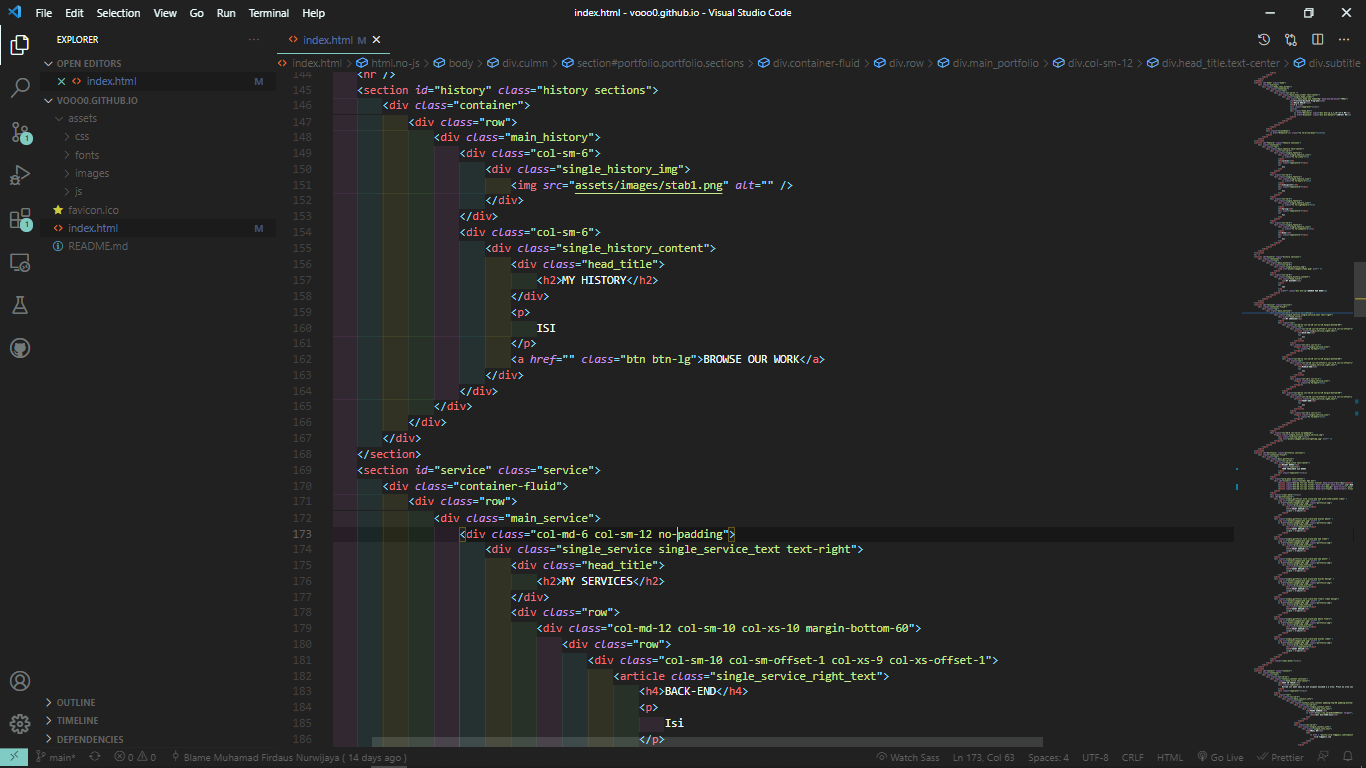 File Edit Selection View Go Run Terminal Help
index.html - vooo0.github.io - Visual Studio Code
EXPLORER
OPEN EDITORS
index.html M
VOOO0.GITHUB.IO
assets
css
fonts
images
js
favicon.ico
index.html M
README.md
OUTLINE
TIMELINE
DEPENDENCIES
1
1
index.html M
index.html > html.no-js > body > div.culmn > section#portfolio.portfolio.sections > div.container-fluid > div.row > div.main_portfolio > div.col-sm-12 > div.head_title.text-center > div.subtitle
144 <hr />
145 <section id="history" class="history sections">
146 <div class="container">
147 <div class="row">
148 <div class="main_history">
149 <div class="col-sm-6">
150 <div class="single_history_img">
151 <img src="assets/images/stab1.png" alt="" />
152 </div>
153 </div>
154 <div class="col-sm-6">
155 <div class="single_history_content">
156 <div class="head_title">
157 <h2>MY HISTORY</h2>
158 </div>
159 <p>
160 ISI
161 </p>
162 <a href="" class="btn btn-lg">BROWSE OUR WORK</a>
163 </div>
164 </div>
165 </div>
166 </div>
167 </div>
168 </section>
169 <section id="service" class="service">
170 <div class="container-fluid">
171 <div class="row">
172 <div class="main_service">
173 <div class="col-md-6 col-sm-12 no-padding">
174 <div class="single_service single_service_text text-right">
175 <div class="head_title">
176 <h2>MY SERVICES</h2>
177 </div>
178 <div class="row">
179 <div class="col-md-12 col-sm-10 col-xs-10 margin-bottom-60">
180 <div class="row">
181 <div class="col-sm-10 col-sm-offset-1 col-xs-9 col-xs-offset-1">
182 <article class="single_service_right_text">
183 <h4>BACK-END</h4>
184 <p>
185 Isi
186 </p>
main* 0 0 Blame Muhamad Firdaus Nurwijaya ( 14 days ago ) Watch Sass Ln 173, Col 63 Spaces: 4 UTF-8 CRLF HTML Go Live Prettier